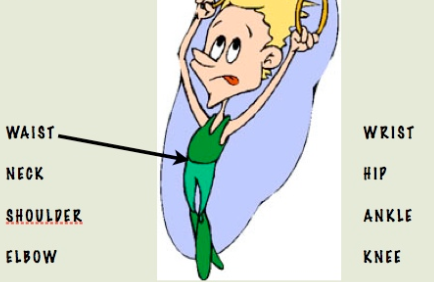 WAIST
NECK
SHOULDER
ELBOW
WRIST
HIP
ANKLE
KNEE